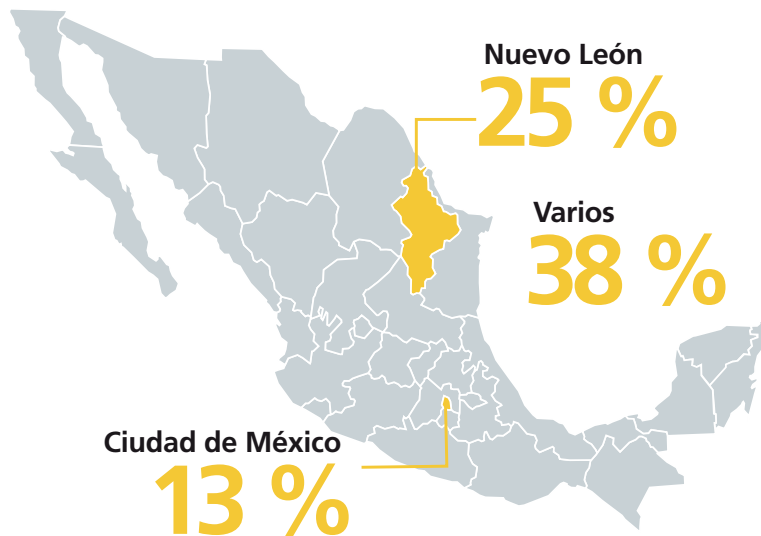 Nuevo León
25 %
Varios
38 %
Ciudad de México
13 %